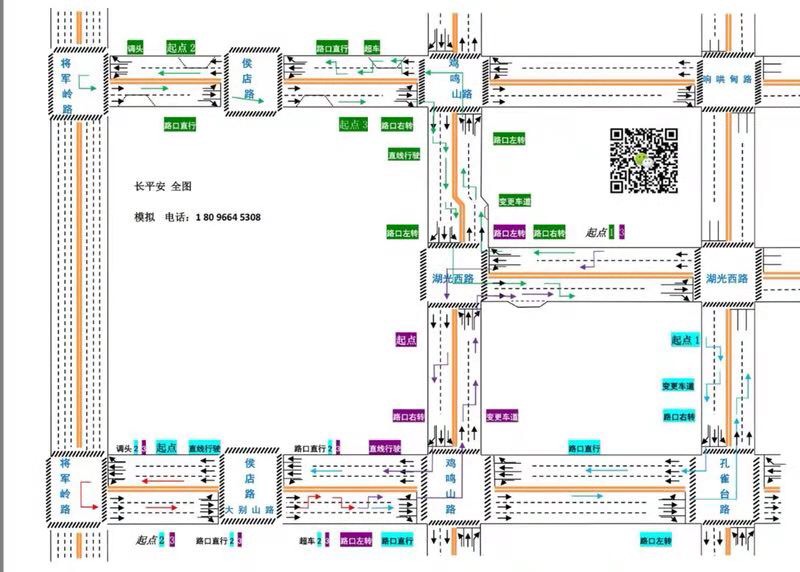 调头 起点 2
路口直行 超车
将军岭路
侯店路
鸡鸣山路
响哄甸路
路口直行
起点 3 路口右转
路口左转
直线行驶
长平安 全图
模拟 电话：1 80 9664 5308
变更车道
路口左转
路口左转 路口右转 起点 1 3
湖光西路
湖光西路
起点
起点 1
变更车道
路口右转
变更车道
路口右转
调头 2 3 起点 直线行驶
路口直行 2 3 直线行驶
路口直行
将军岭路
侯店路
大别山路
鸡鸣山路
孔雀台路
起点 2 3
路口直行 2 3
超车 2 3 路口左转 路口直行
路口左转